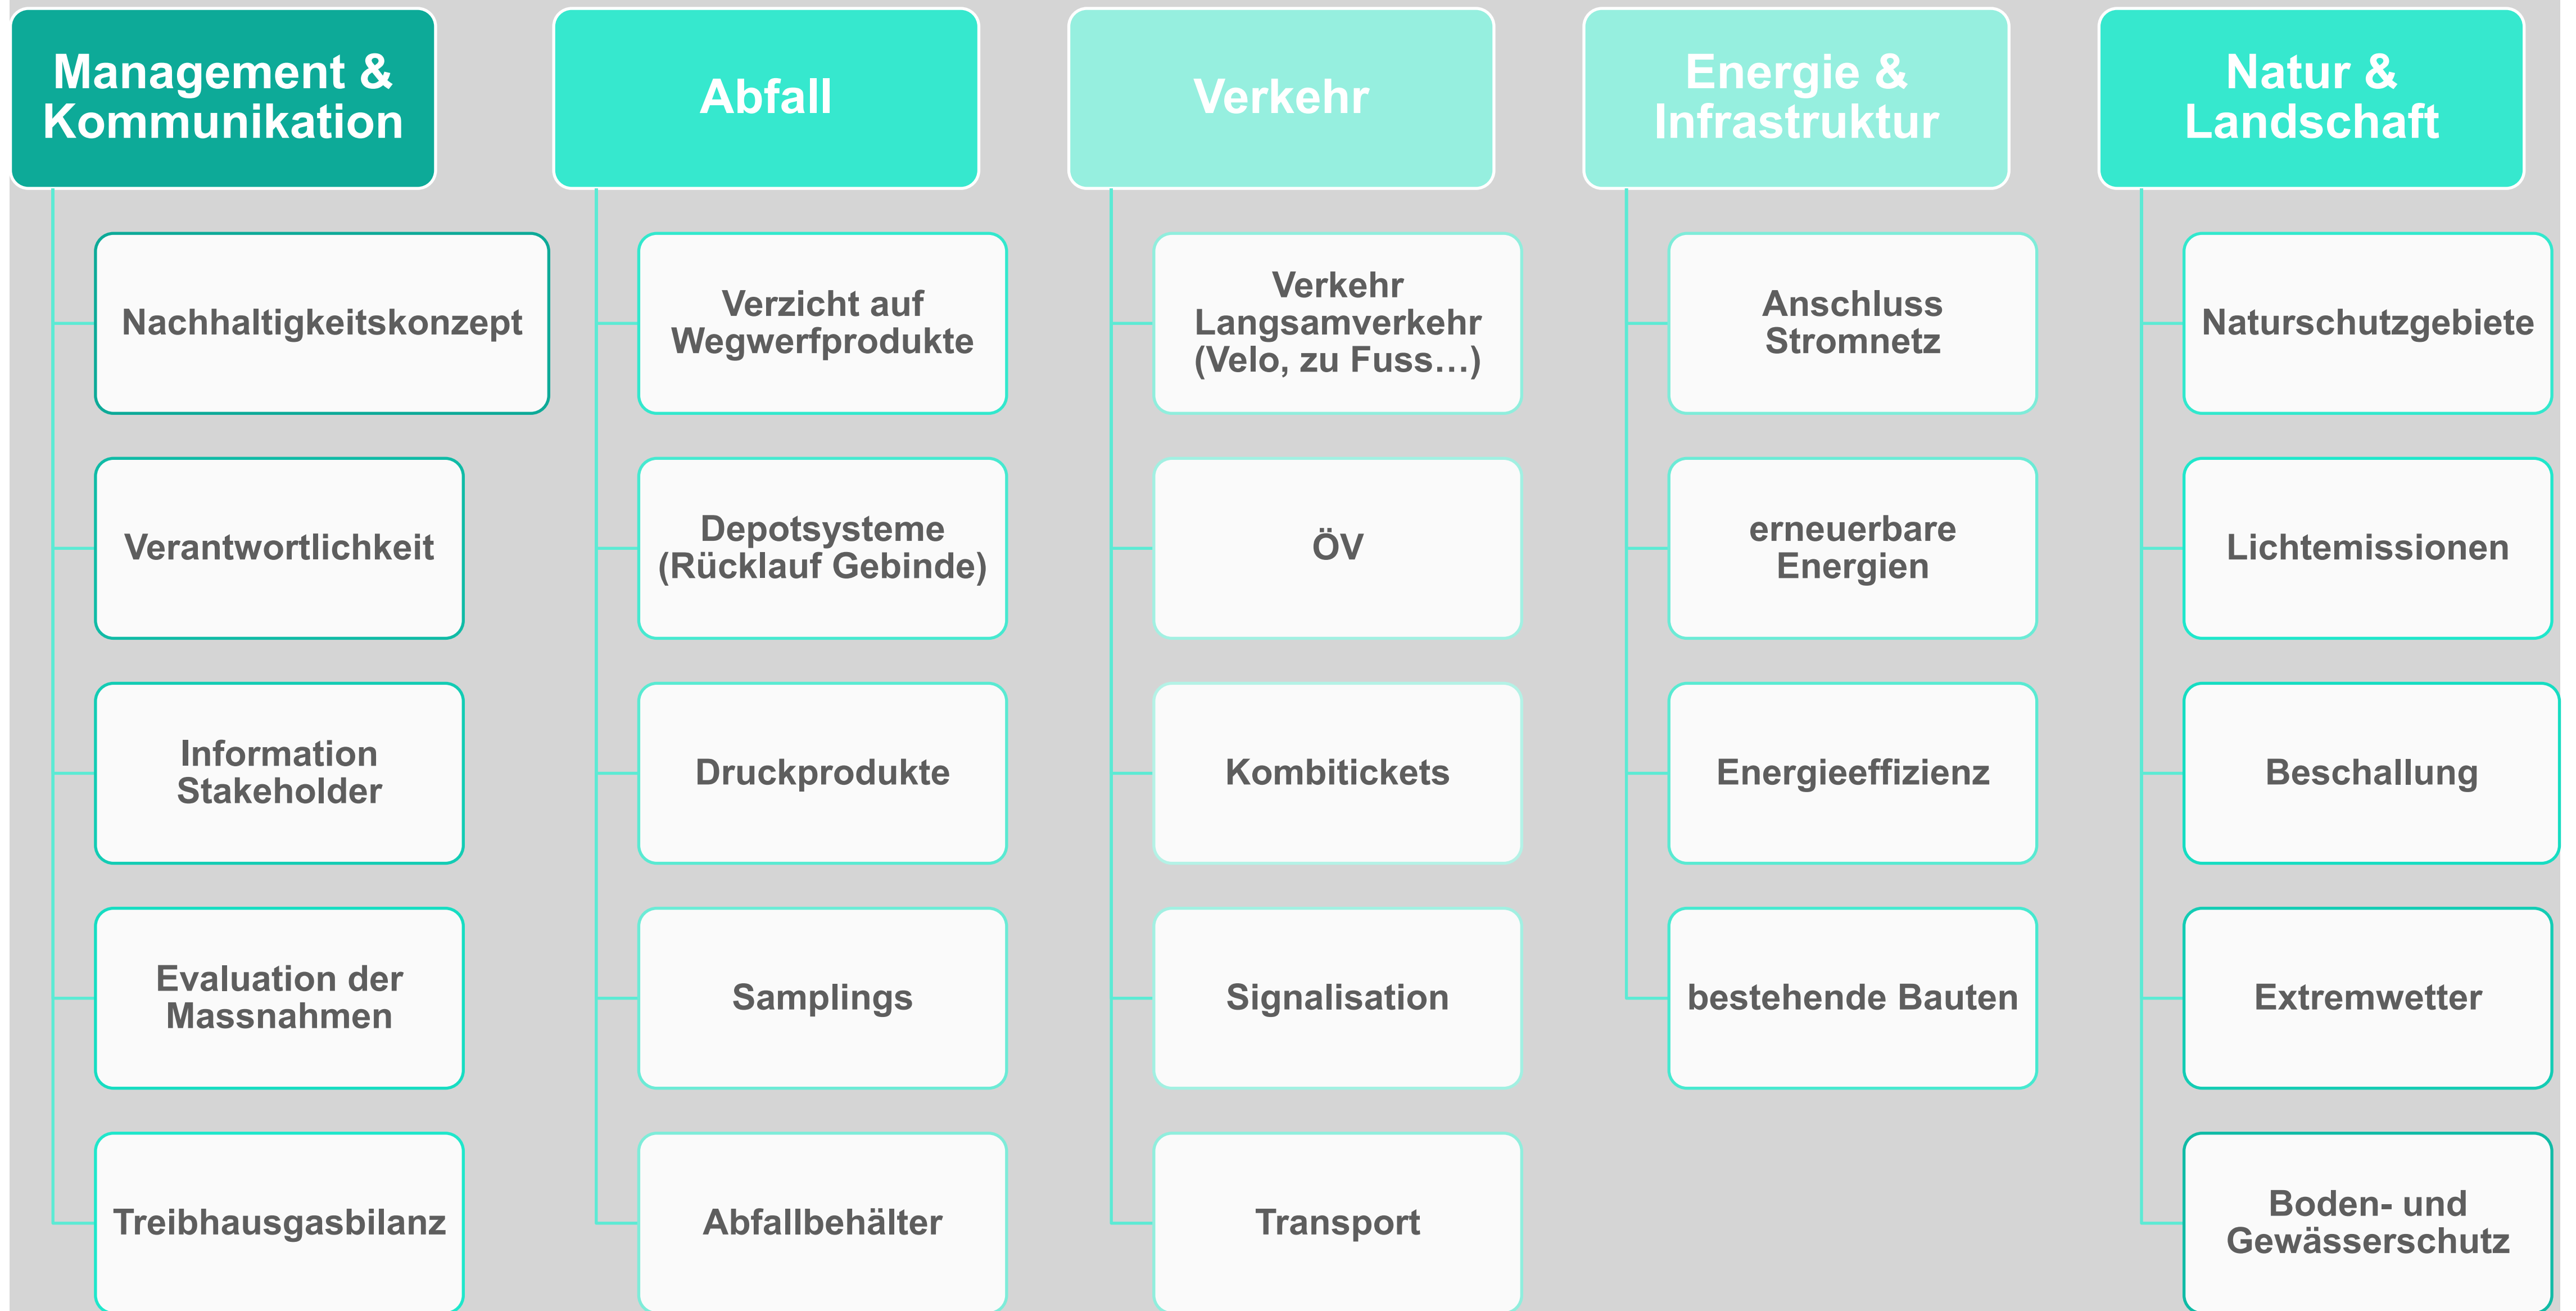 Management &
Kommunikation
Nachhaltigkeitskonzept
Verantwortlichkeit
Information
Stakeholder
Evaluation der
Massnahmen
Treibhausgasbilanz
Abfall
Verzicht auf
Wegwerfprodukte
Depotsysteme
(Rücklauf Gebinde)
Druckprodukte
Samplings
Abfallbehälter
Verkehr
Verkehr
Langsamverkehr
(Velo, zu Fuss…)
ÖV
Kombitickets
Signalisation
Transport
Energie &
Infrastruktur
Anschluss
Stromnetz
erneuerbare
Energien
Energieeffizienz
bestehende Bauten
Natur &
Landschaft
Naturschutzgebiete
Lichtemissionen
Beschallung
Extremwetter
Boden- und
Gewässerschutz